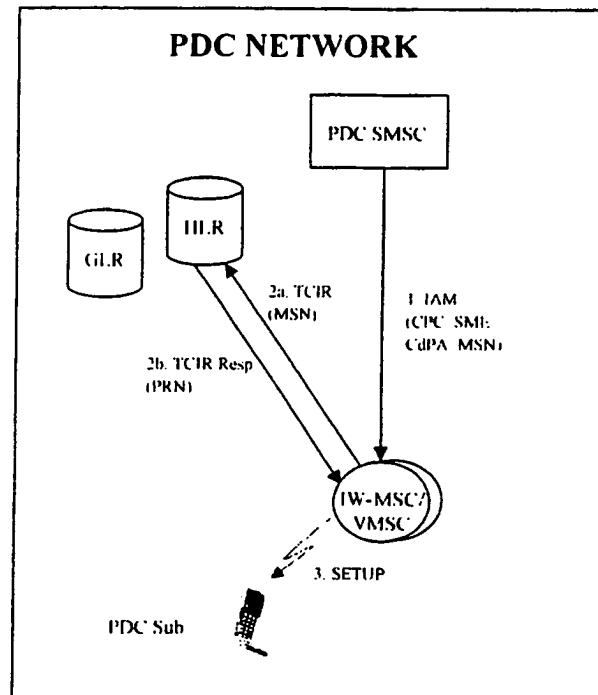 PDC NETWORK
PDC SMSC
HLR
GLR
2a. TCIR
(MSN)
1. IAM
(CPC SME
CdPA MSN)
2b. TCIR Resp
(PRN)
IW-MSC/
VMSC
3. SETUP
PDC Sub